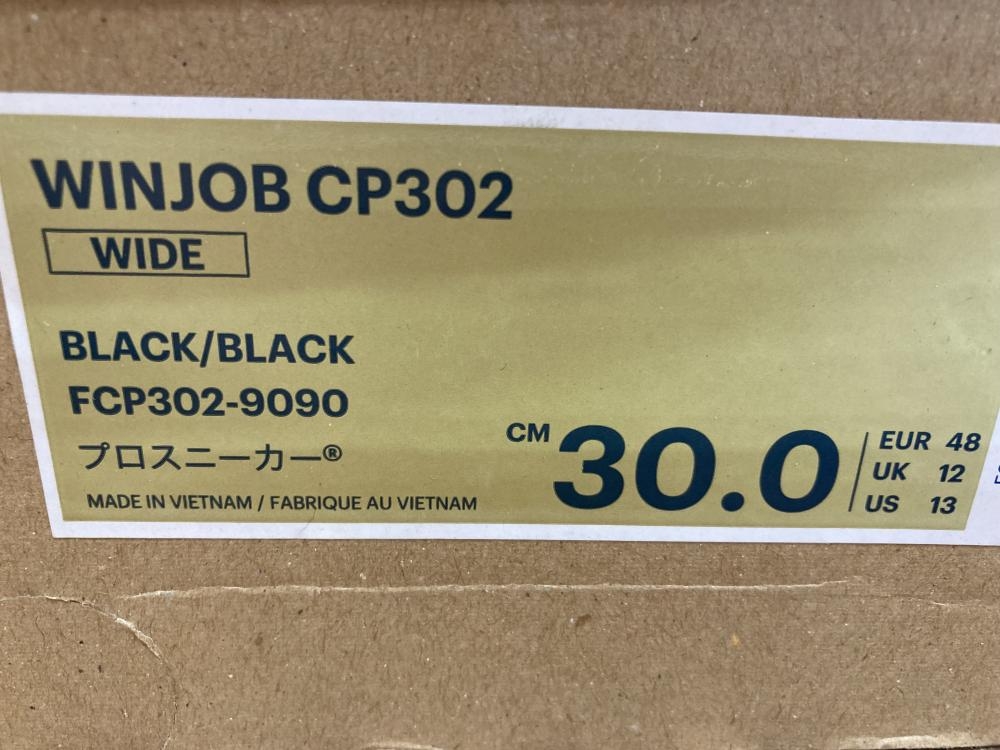 WINJOB CP302
WIDE
BLACK/BLACK
FCP302-9090
プロスニーカー®
MADE IN VIETNAM / FABRIQUE AU VIETNAM
CM 30.0
EUR 48
UK 12
US 13